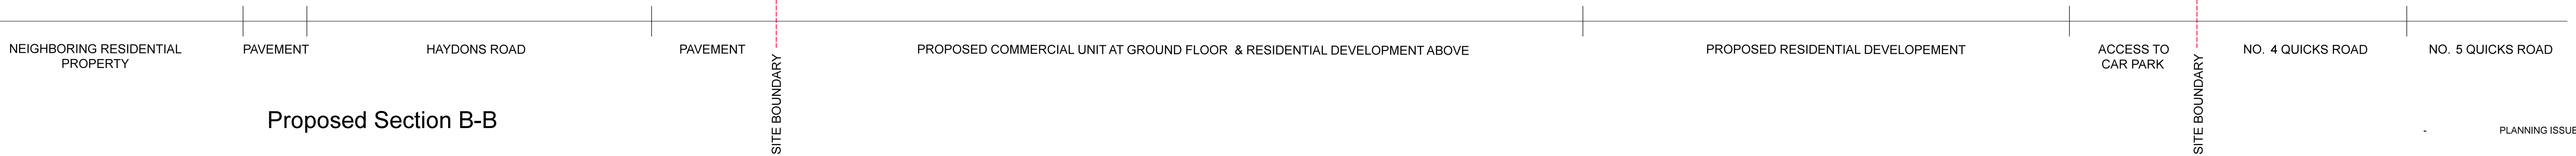 NEIGHBORING RESIDENTIAL
PROPERTY
PAVEMENT
HAYDONS ROAD
PAVEMENT
SITE BOUNDARY
PROPOSED COMMERCIAL UNIT AT GROUND FLOOR & RESIDENTIAL DEVELOPMENT ABOVE
PROPOSED RESIDENTIAL DEVELOPEMENT
ACCESS TO
CAR PARK
SITE BOUNDARY
NO. 4 QUICKS ROAD
NO. 5 QUICKS ROAD
Proposed Section B-B
- PLANNING ISSUE